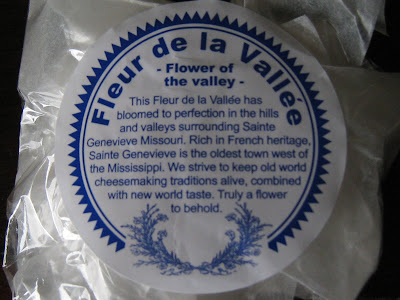 Fleur de la Vallée
- Flower of
the valley -
This Fleur de la Vallée has
bloomed to perfection in the hills
and valleys surrounding Sainte
Genevieve Missouri. Rich in French heritage,
Sainte Genevieve is the oldest town west of
the Mississippi. We strive to keep old world
cheesemaking traditions alive, combined
with new world taste. Truly a flower
to behold.